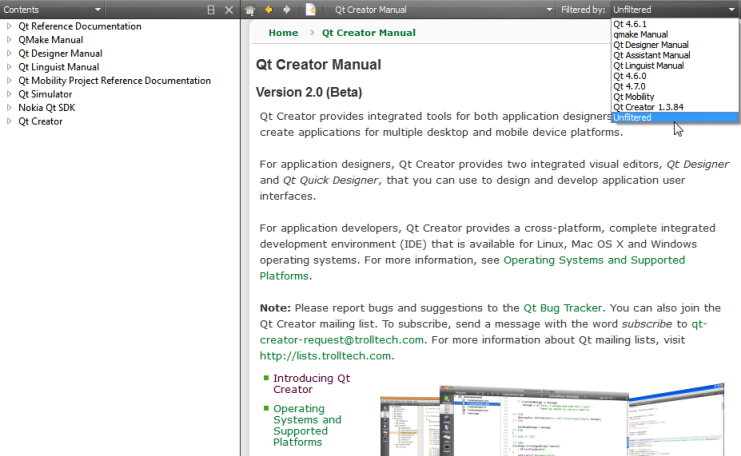 Contents
Qt Creator Manual
Filtered by:
Unfiltered
Qt Reference Documentation
QMake Manual
Qt Designer Manual
Qt Linguist Manual
Qt Mobility Project Reference Documentation
Qt Simulator
Nokia Qt SDK
Qt Creator
Qt 4.6.1
qmake Manual
Qt Designer Manual
Qt Assistant Manual
Qt Linguist Manual
Qt 4.6.0
Qt 4.7.0
Qt Mobility
Qt Creator 1.3.84
Unfiltered
Home > Qt Creator Manual
Qt Creator Manual
Version 2.0 (Beta)
Qt Creator provides integrated tools for both application designers
create applications for multiple desktop and mobile device platforms.
For application designers, Qt Creator provides two integrated visual editors, Qt Designer
and Qt Quick Designer, that you can use to design and develop application user
interfaces.
For application developers, Qt Creator provides a cross-platform, complete integrated
development environment (IDE) that is available for Linux, Mac OS X and Windows
operating systems. For more information, see Operating Systems and Supported
Platforms.
Note: Please report bugs and suggestions to the Qt Bug Tracker. You can also join the
Qt Creator mailing list. To subscribe, send a message with the word subscribe to qt-
creator-request@trolltech.com. For more information about Qt mailing lists, visit
http://lists.trolltech.com.
Introducing Qt
Creator
Operating
Systems and
Supported
Platforms